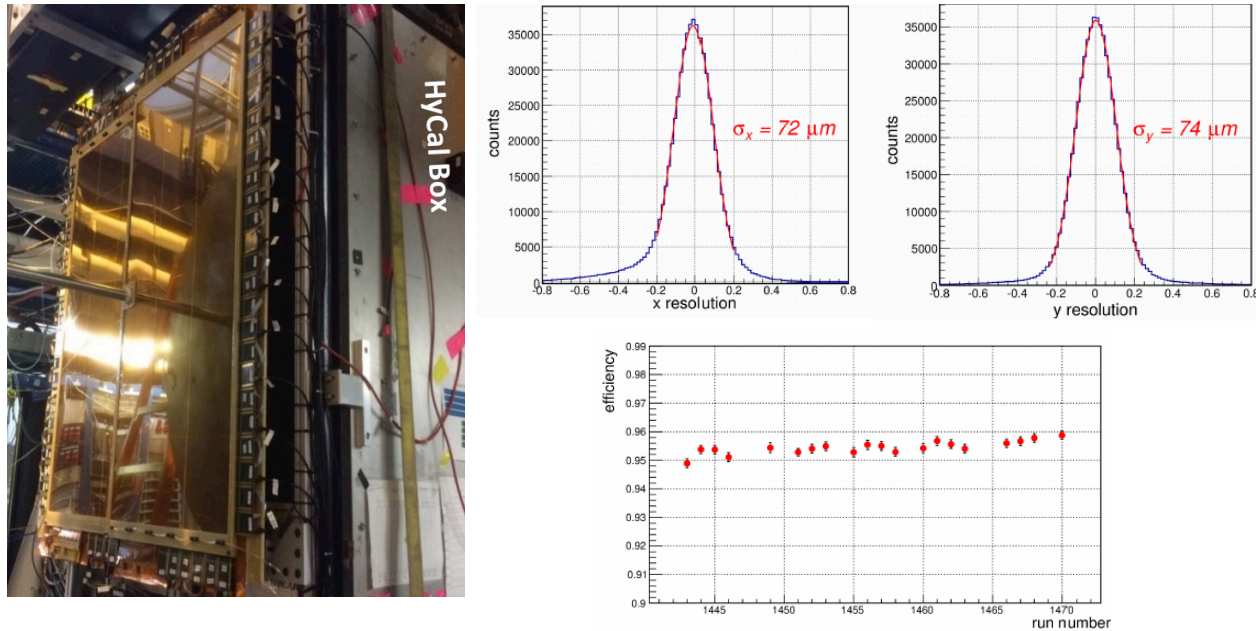 HyCal Box
counts
40000
35000
30000
25000
20000
15000
10000
5000
0
-0.8 -0.6 -0.4 -0.2 0 0.2 0.4 0.6 0.8
x resolution
σx = 72 μm
counts
35000
30000
25000
20000
15000
10000
5000
0
-0.8 -0.6 -0.4 -0.2 0 0.2 0.4 0.6 0.8
y resolution
σy = 74 μm
efficiency
0.99
0.98
0.97
0.96
0.95
0.94
0.93
0.92
0.91
0.9
1445 1450 1455 1460 1465 1470
run number